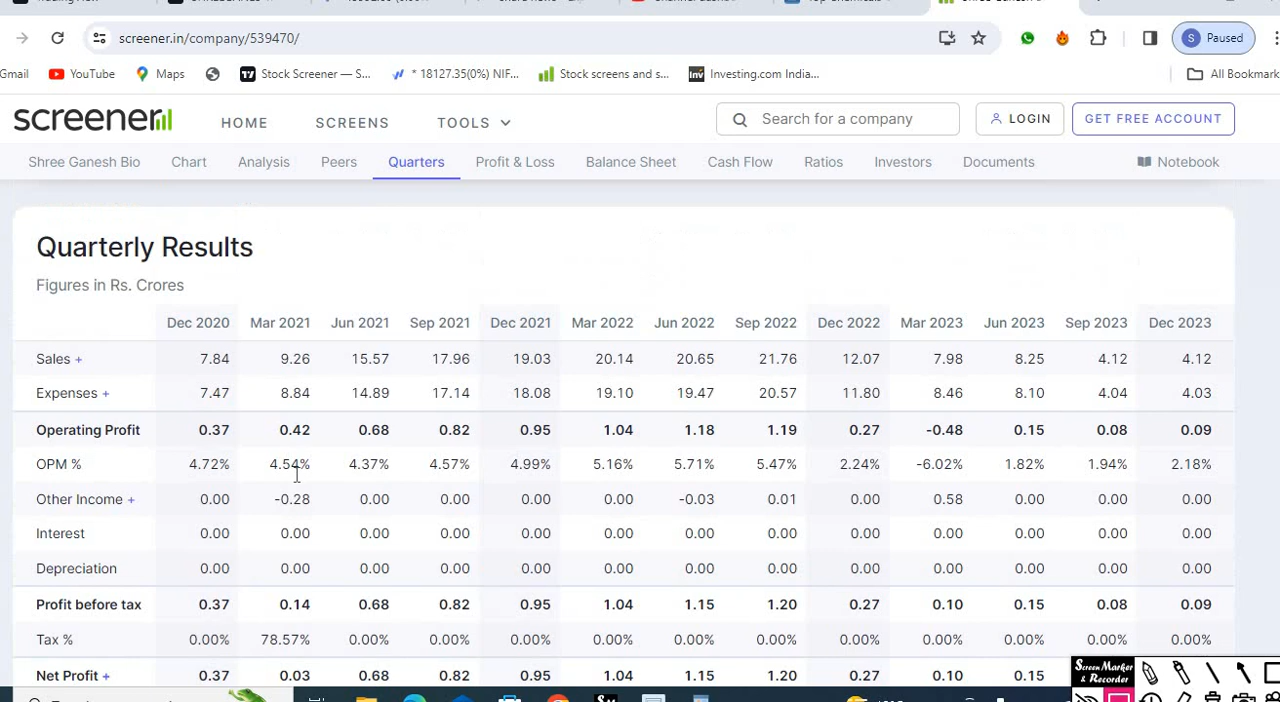 screener.in/company/539470/
Paused
Gmail YouTube Maps Stock Screener — S... * 18127.35(0%) NIF... Stock screens and s... Investing.com India... All Bookmark
screener HOME SCREENS TOOLS Search for a company LOGIN GET FREE ACCOUNT
Shree Ganesh Bio Chart Analysis Peers Quarters Profit & Loss Balance Sheet Cash Flow Ratios Investors Documents Notebook
Quarterly Results
Figures in Rs. Crores
Dec 2020 Mar 2021 Jun 2021 Sep 2021 Dec 2021 Mar 2022 Jun 2022 Sep 2022 Dec 2022 Mar 2023 Jun 2023 Sep 2023 Dec 2023
Sales + 7.84 9.26 15.57 17.96 19.03 20.14 20.65 21.76 12.07 7.98 8.25 4.12 4.12
Expenses + 7.47 8.84 14.89 17.14 18.08 19.10 19.47 20.57 11.80 8.46 8.10 4.04 4.03
Operating Profit 0.37 0.42 0.68 0.82 0.95 1.04 1.18 1.19 0.27 -0.48 0.15 0.08 0.09
OPM % 4.72% 4.54% 4.37% 4.57% 4.99% 5.16% 5.71% 5.47% 2.24% -6.02% 1.82% 1.94% 2.18%
Other Income + 0.00 -0.28 0.00 0.00 0.00 0.00 -0.03 0.01 0.00 0.58 0.00 0.00 0.00
Interest 0.00 0.00 0.00 0.00 0.00 0.00 0.00 0.00 0.00 0.00 0.00 0.00 0.00
Depreciation 0.00 0.00 0.00 0.00 0.00 0.00 0.00 0.00 0.00 0.00 0.00 0.00 0.00
Profit before tax 0.37 0.14 0.68 0.82 0.95 1.04 1.15 1.20 0.27 0.10 0.15 0.08 0.09
Tax % 0.00% 78.57% 0.00% 0.00% 0.00% 0.00% 0.00% 0.00% 0.00% 0.00% 0.00% 0.00% 0.00%
Net Profit + 0.37 0.03 0.68 0.82 0.95 1.04 1.15 1.20 0.27 0.10 0.15
Screen Marker
& Recorder